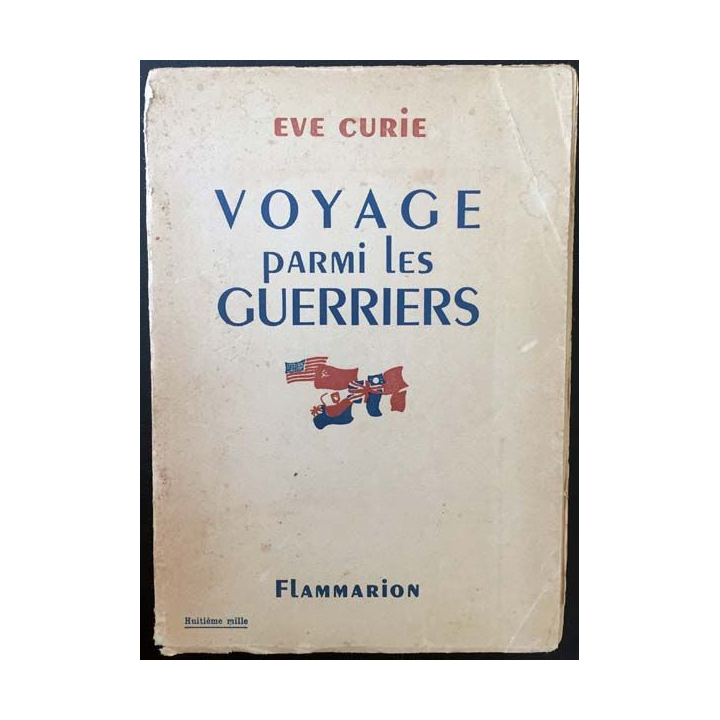 EVE CURiE
VOYAGE
PARMi LES
GUERRIERS
FLAMMARiON
Huitième mille